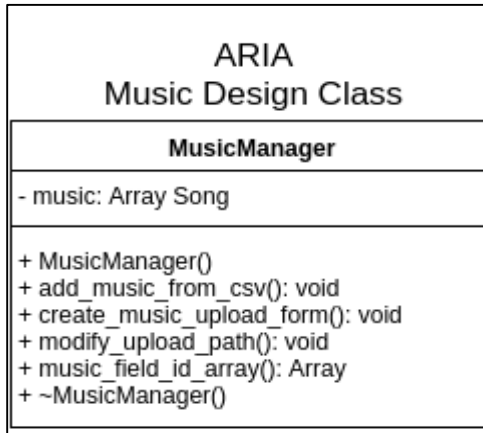 ARIA
Music Design Class
MusicManager
- music: Array Song
+ MusicManager()
+ add_music_from_csv(): void
+ create_music_upload_form(): void
+ modify_upload_path(): void
+ music_field_id_array(): Array
+ ~MusicManager()